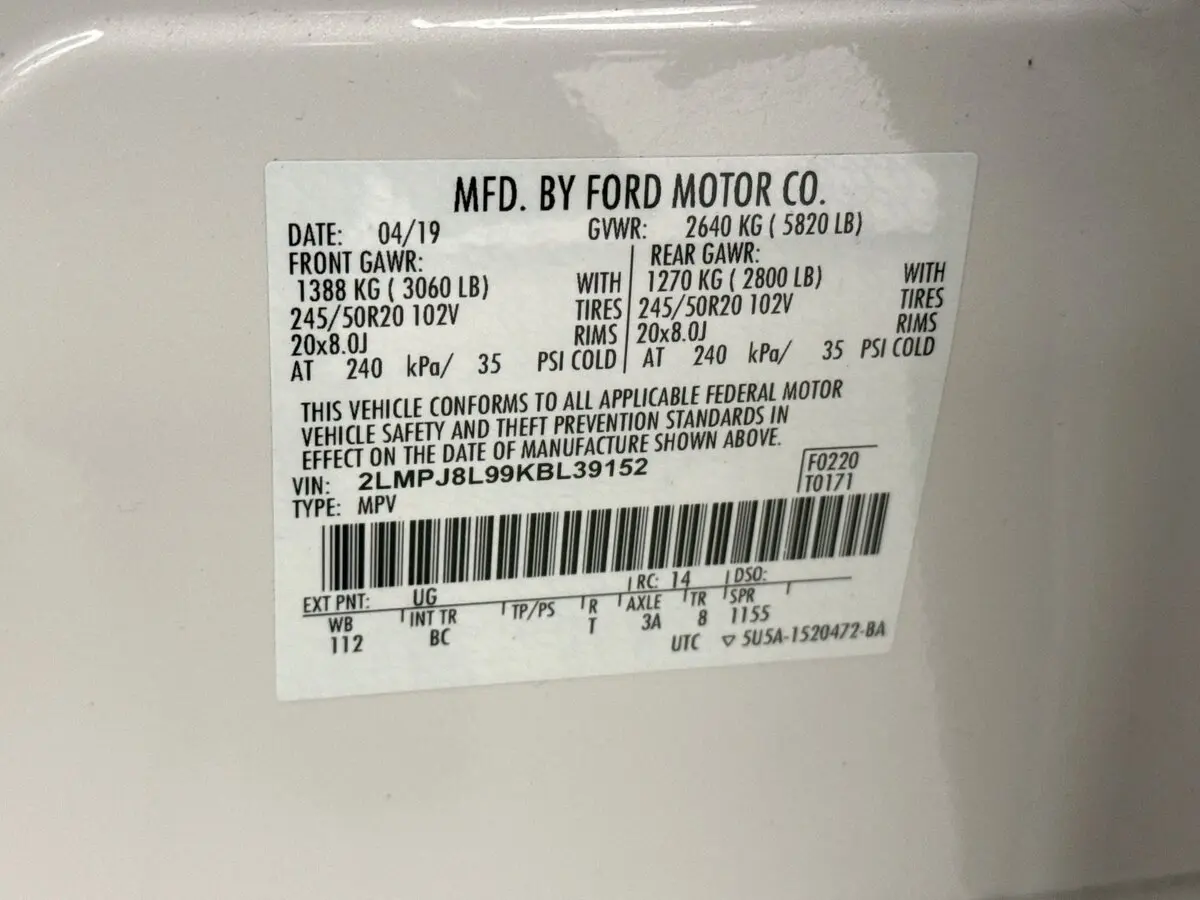 MFD. BY FORD MOTOR CO.
DATE: 04/19 GVWR: 2640 KG ( 5820 LB)
FRONT GAWR: REAR GAWR:
1388 KG ( 3060 LB) WITH 1270 KG ( 2800 LB) WITH
245/50R20 102V TIRES 245/50R20 102V TIRES
20x8.0J RIMS 20x8.0J RIMS
AT 240 kPa/ 35 PSI COLD AT 240 kPa/ 35 PSI COLD
THIS VEHICLE CONFORMS TO ALL APPLICABLE FEDERAL MOTOR
VEHICLE SAFETY AND THEFT PREVENTION STANDARDS IN
EFFECT ON THE DATE OF MANUFACTURE SHOWN ABOVE.
VIN: 2LMPJ8L99KBL39152 F0220
TYPE: MPV T0171
EXT PNT: UG RC: 14 DSO:
WB INT TR TP/PS R AXLE TR SPR
112 BC T 3A 8 1155
UTC ▽ 5U5A-1520472-BA